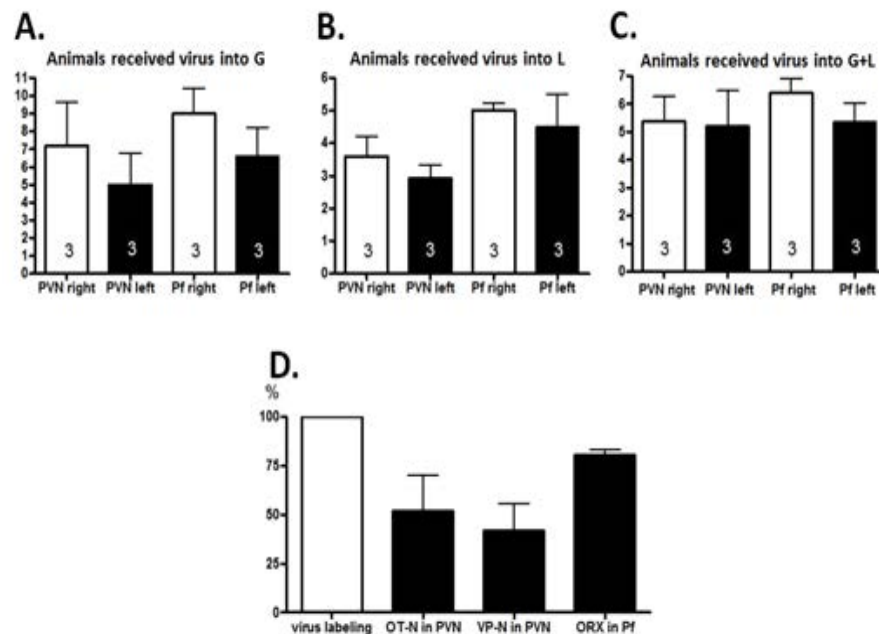 A.
Animals received virus into G
11
10
9
8
7
6
5
4
3
2
1
0
3 3 3 3
PVN right PVN left Pf right Pf left
B.
Animals received virus into L
6
5
4
3
2
1
0
3 3 3 3
PVN right PVN left Pf right Pf left
C.
Animals received virus into G+L
7
6
5
4
3
2
1
0
3 3 3 3
PVN right PVN left Pf right Pf left
D.
%
100
75
50
25
0
virus labeling OT-N in PVN VP-N in PVN ORX in Pf